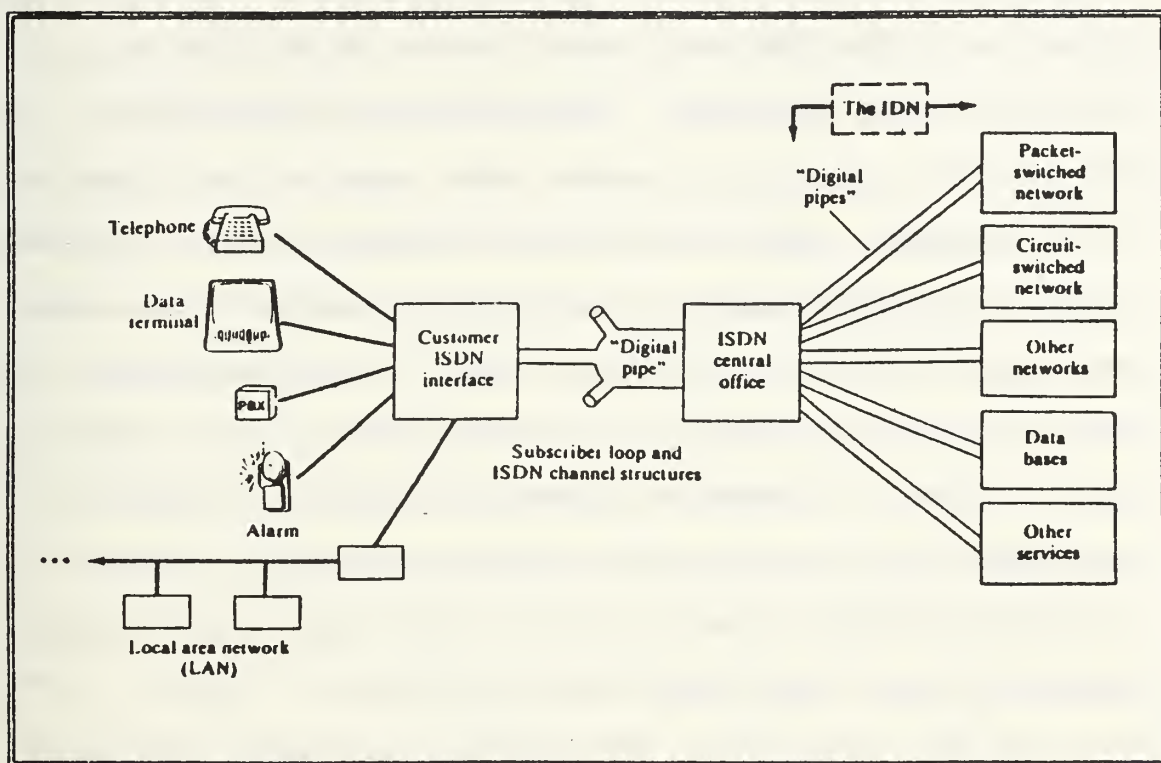 The IDN
"Digital
pipes"
Packet-
switched
network
Circuit-
switched
network
Other
networks
Data
bases
Other
services
Telephone
Data
terminal
PBX
Alarm
Customer
ISDN
interface
"Digital
pipe"
ISDN
central
office
Subscriber loop and
ISDN channel structures
...
Local area network
(LAN)